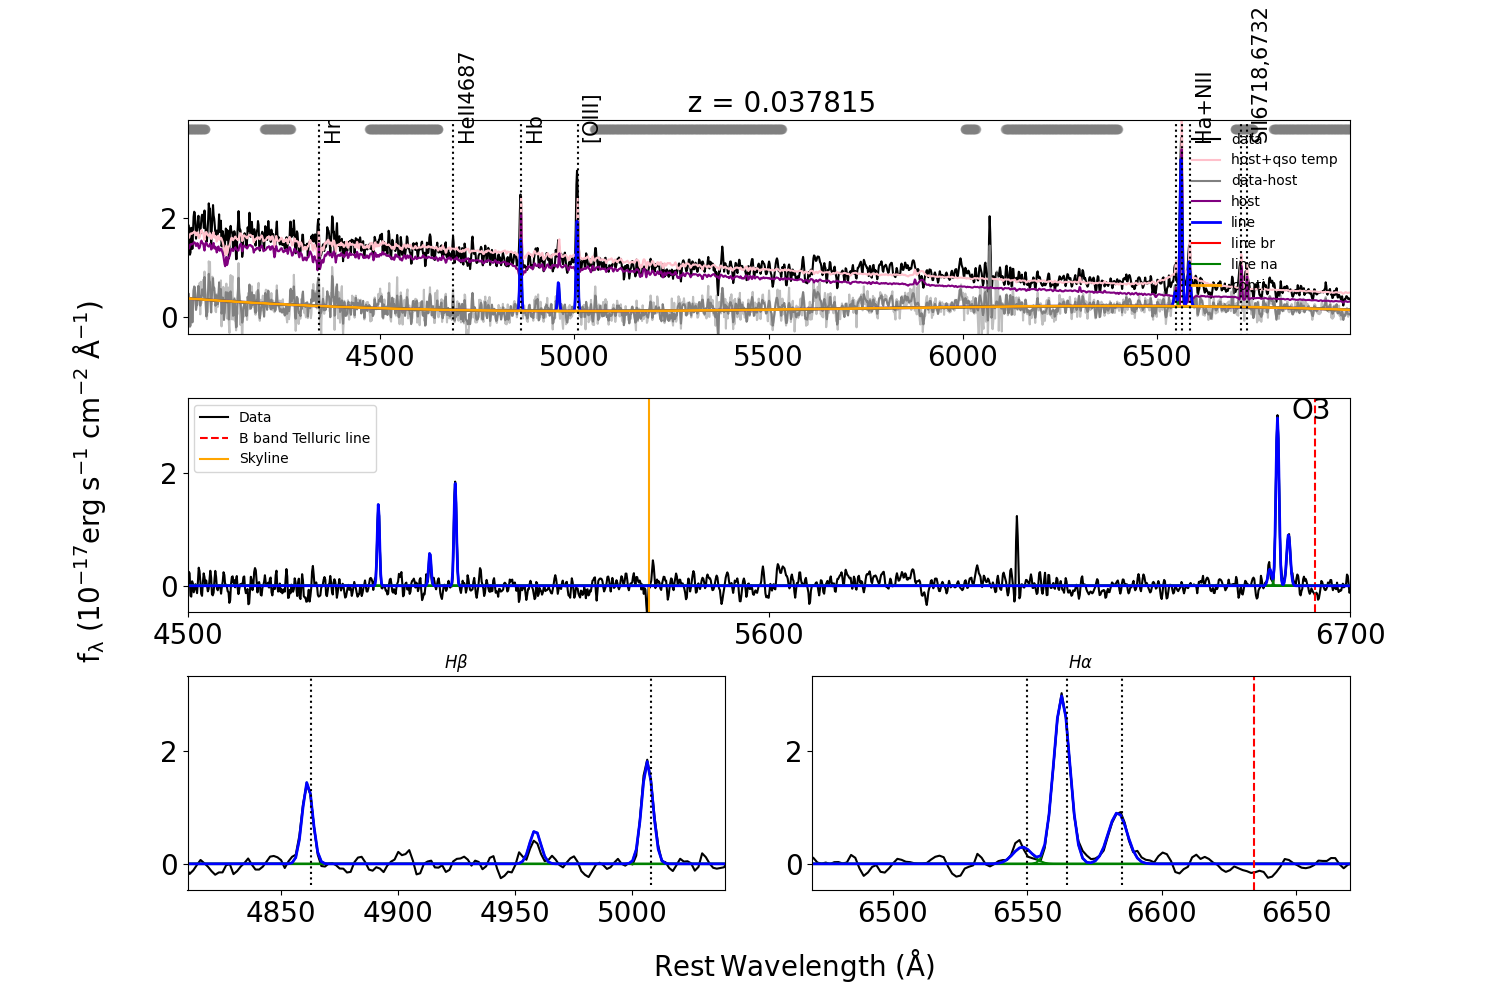 z = 0.037815
Hr
HeII4687
Hb
[OIII]
Ha+NII
SII6718,6732
data
host+qso temp
data-host
host
line
line br
line na
2
0
4500
5000
5500
6000
6500
Data
B band Telluric line
Skyline
O3
2
0
4500
5600
6700
Hβ
2
0
4850
4900
4950
5000
Hα
2
0
6500
6550
6600
6650
fλ (10⁻¹⁷erg s⁻¹ cm⁻² Å⁻¹)
Rest Wavelength (Å)